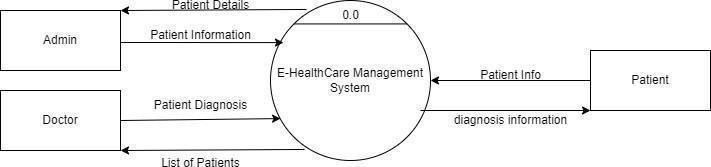 Patient Details
0.0
Admin
Patient Information
E-HealthCare Management
System
Patient Info
Patient
Patient Diagnosis
Doctor
diagnosis information
List of Patients